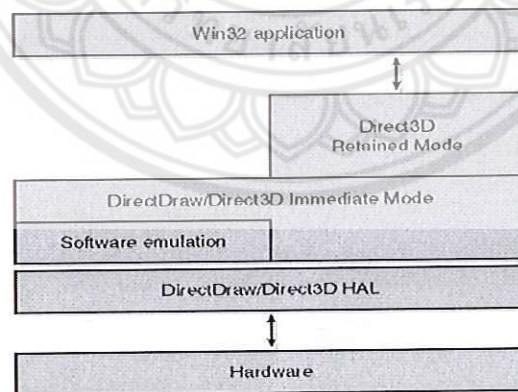 Win32 application
Direct3D
Retained Mode
DirectDraw/Direct3D Immediate Mode
Software emulation
DirectDraw/Direct3D HAL
Hardware